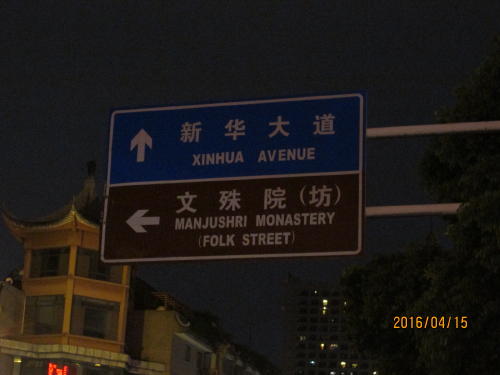 新华大道
XINHUA AVENUE
文殊院(坊)
MANJUSHRI MONASTERY
(FOLK STREET)
2016/04/15